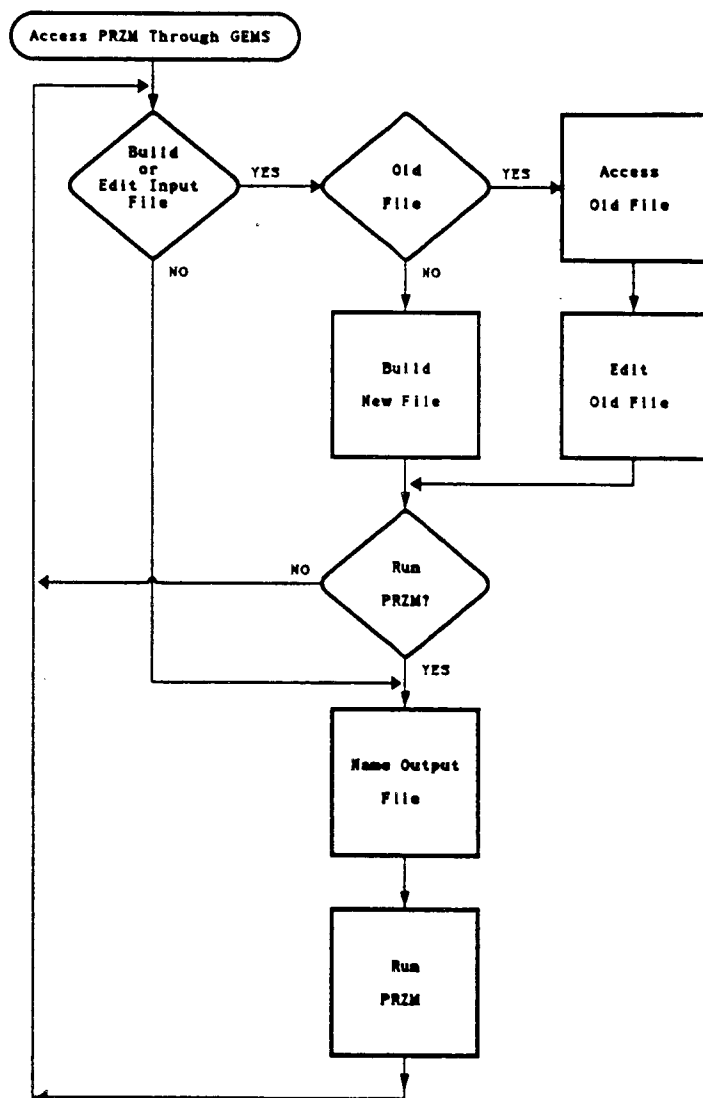 Access PRZM Through GEMS
Build
or
Edit Input
File
YES
NO
Old
File
YES
NO
Access
Old File
Build
New File
Edit
Old File
Run
PRZM?
NO
YES
Name Output
File
Run
PRZM